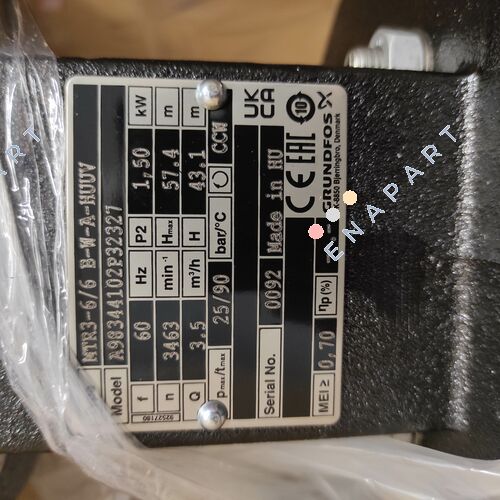 MTR3-6/6 B-W-A-HUUV
Model A98344102P32327
f 60 Hz P2 1,50 kW
n 3463 min⁻¹ Hmax 57.4 m
Q 3.5 m³/h H 43,1 m
pmax/tmax 25/90 bar/°C CCW
Serial No. 0092 Made in HU
MEI ≥ 0,70 ηp(%)
92527180
UK CA
CE EAC 10
GRUNDFOS
DK-8850 Bjerringbro, Denmark
ENAPART